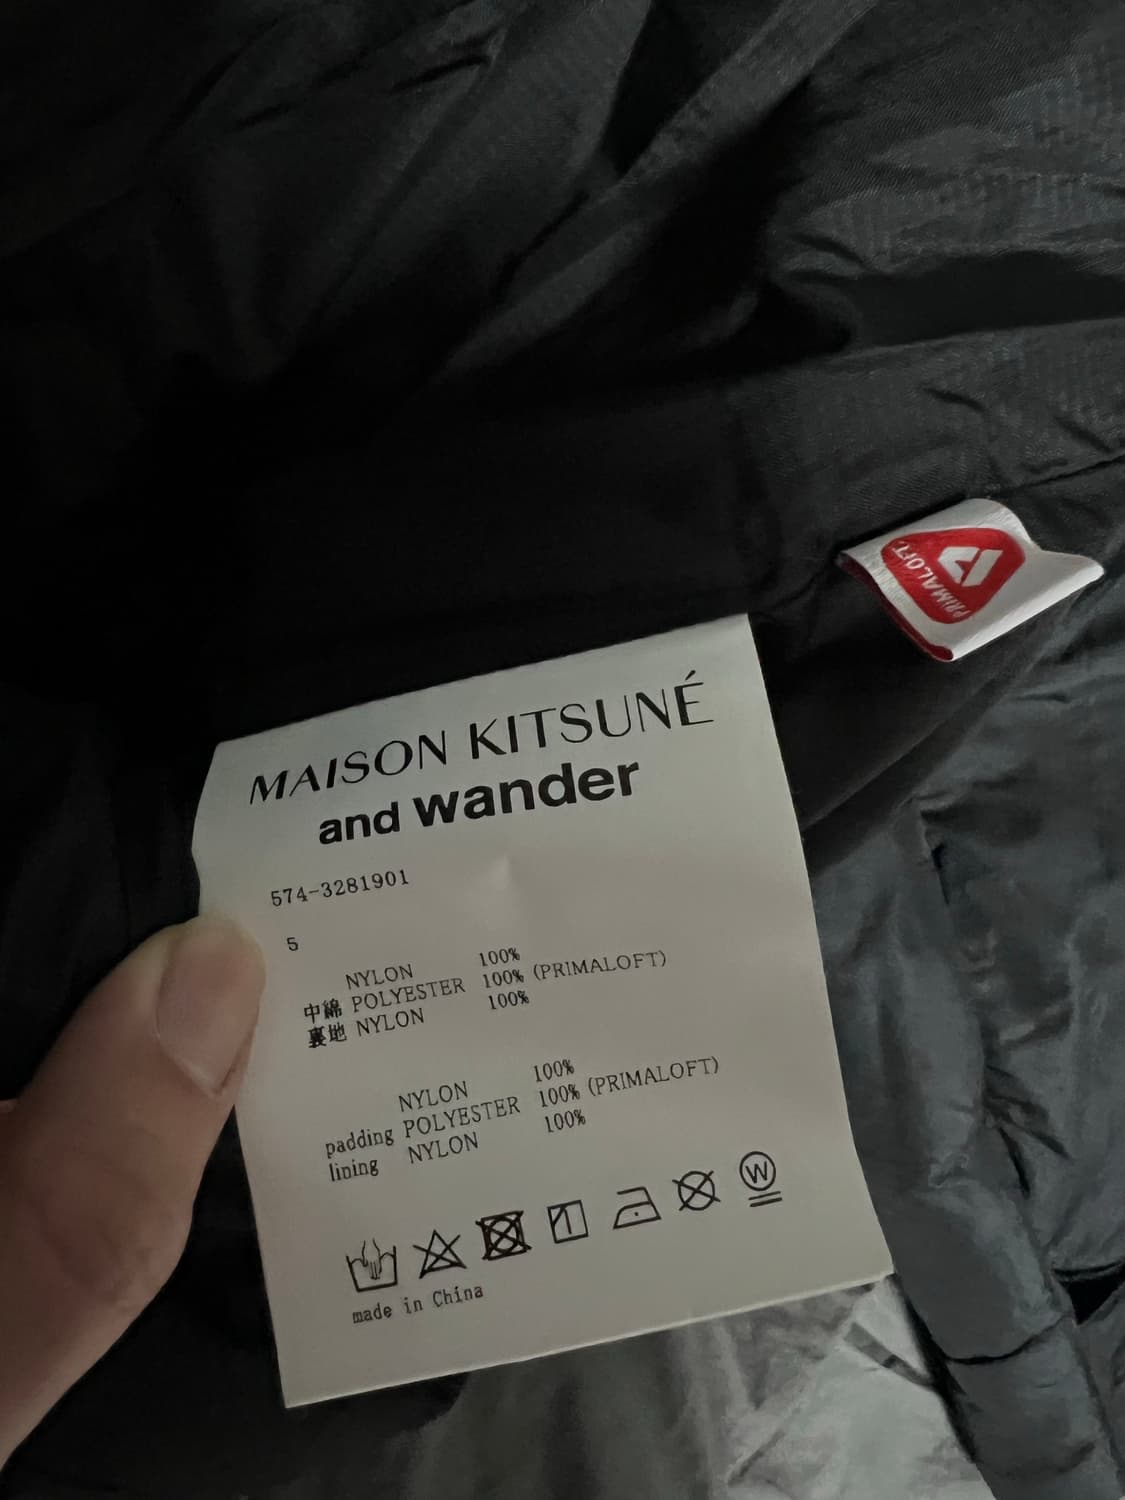 PRIMALOFT
MAISON KITSUNÉ
and wander
574-3281901
5
NYLON 100%
中綿 POLYESTER 100% (PRIMALOFT)
裏地 NYLON 100%
NYLON 100%
padding POLYESTER 100% (PRIMALOFT)
lining NYLON 100%
W
made in China